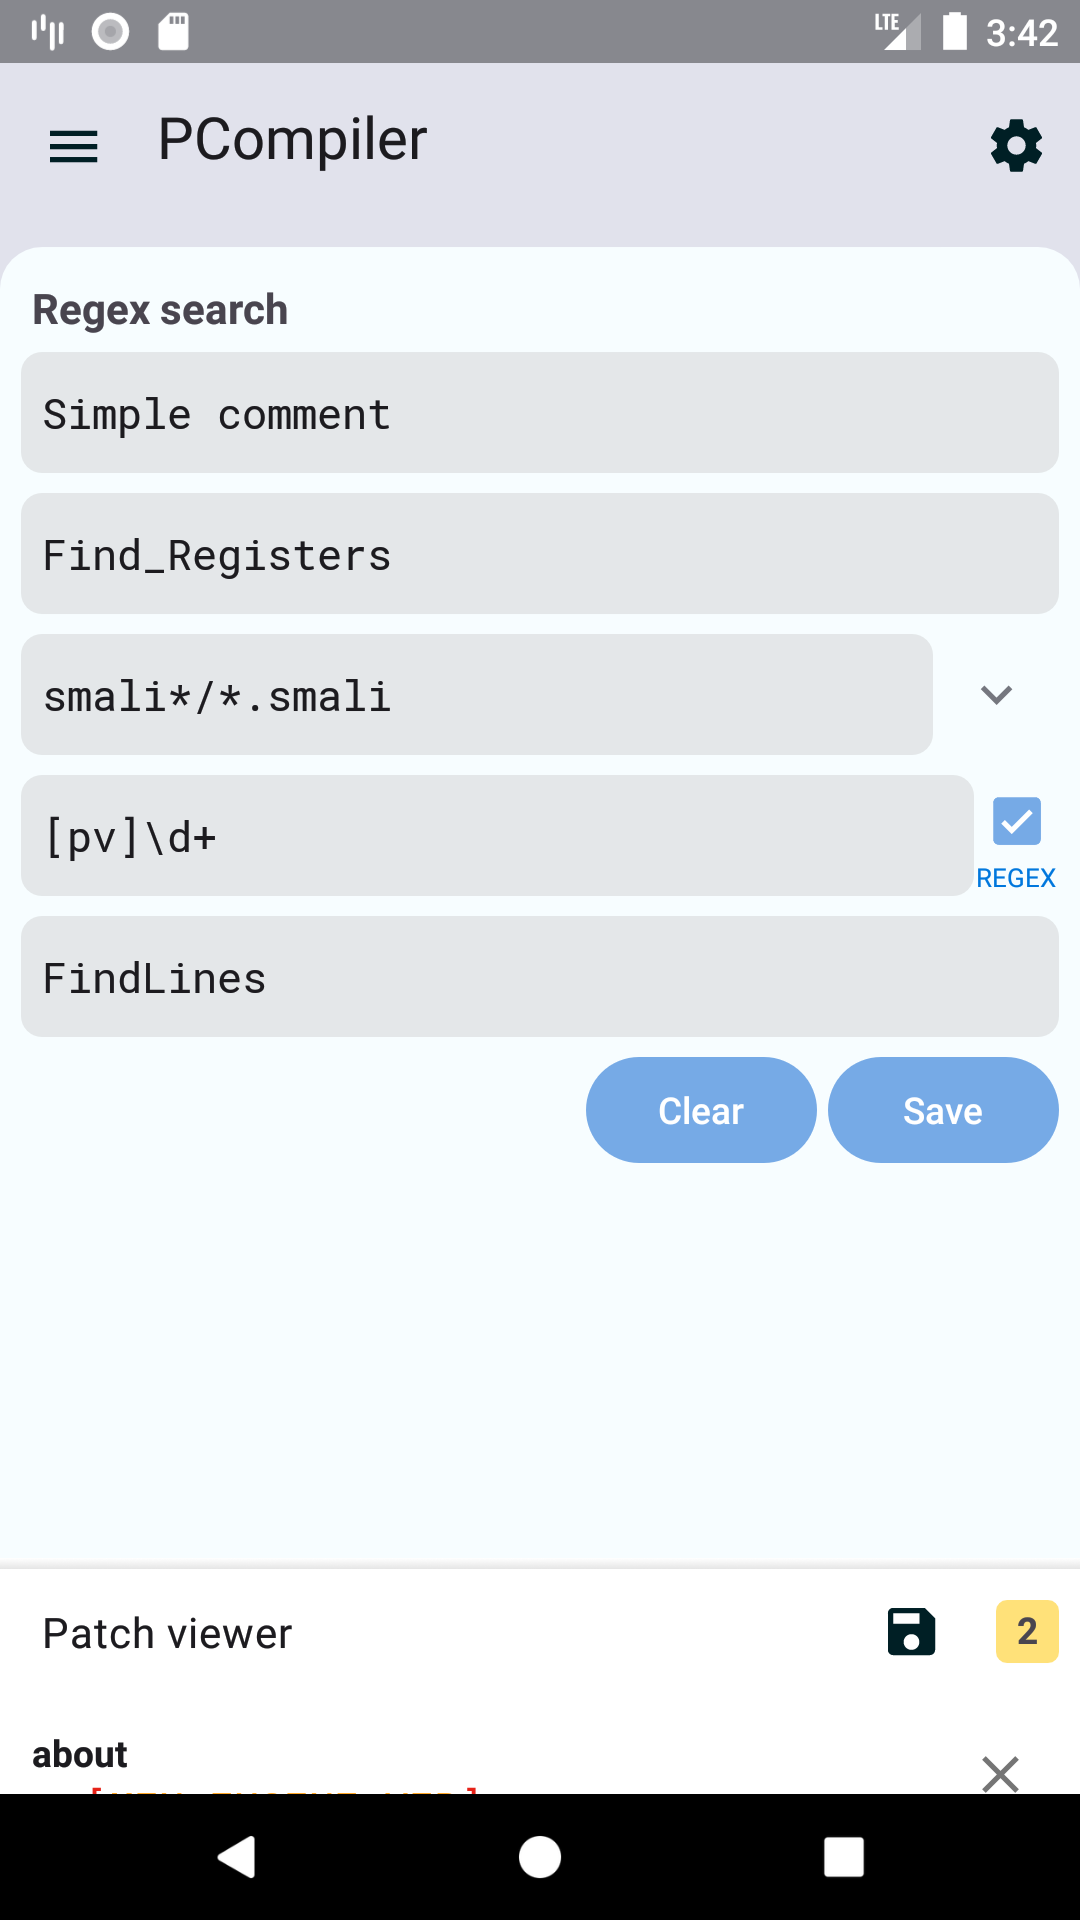 LTE 3:42
PCompiler
Regex search
Simple comment
Find_Registers
smali*/*.smali
[pv]\d+
REGEX
FindLines
Clear Save
Patch viewer 2
about